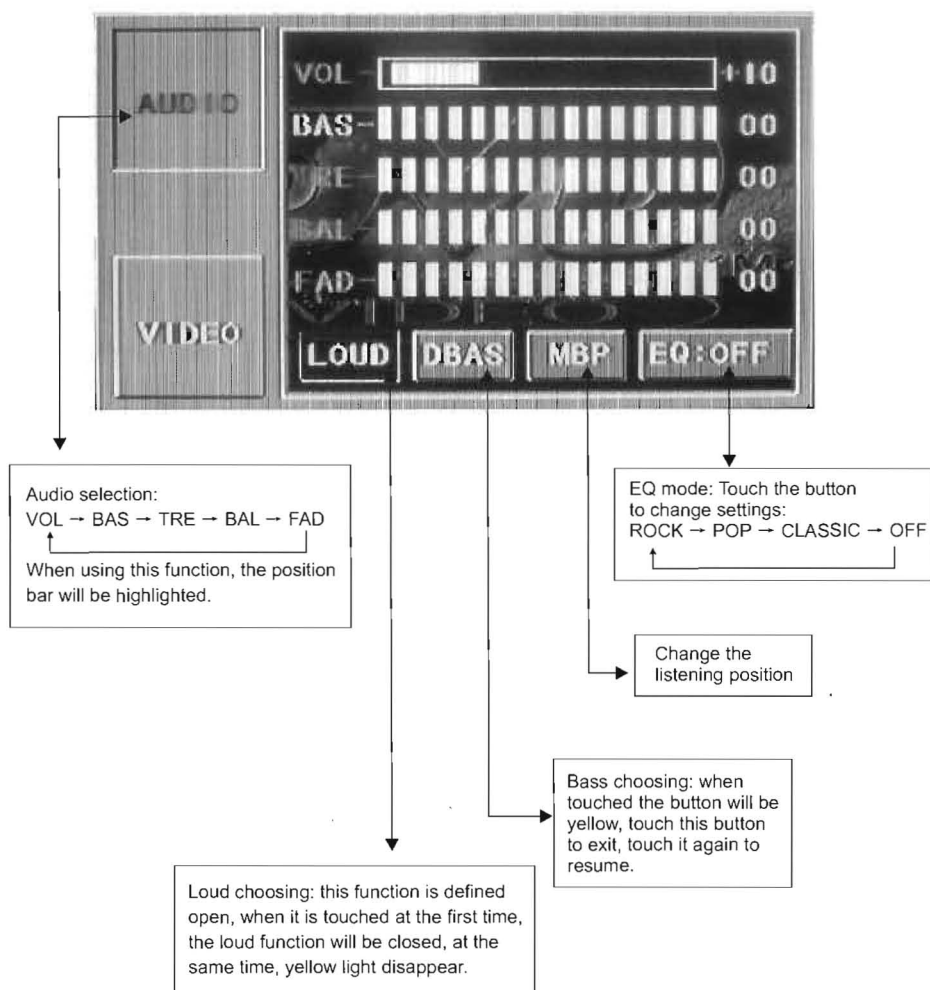 AUDIO
VIDEO
VOL +10
BAS 00
TRE 00
BAL 00
FAD 00
LOUD DBAS MBP EQ:OFF
Audio selection:
VOL → BAS → TRE → BAL → FAD
When using this function, the position
bar will be highlighted.
EQ mode: Touch the button
to change settings:
ROCK → POP → CLASSIC → OFF
Change the
listening position
Bass choosing: when
touched the button will be
yellow, touch this button
to exit, touch it again to
resume.
Loud choosing: this function is defined
open, when it is touched at the first time,
the loud function will be closed, at the
same time, yellow light disappear.